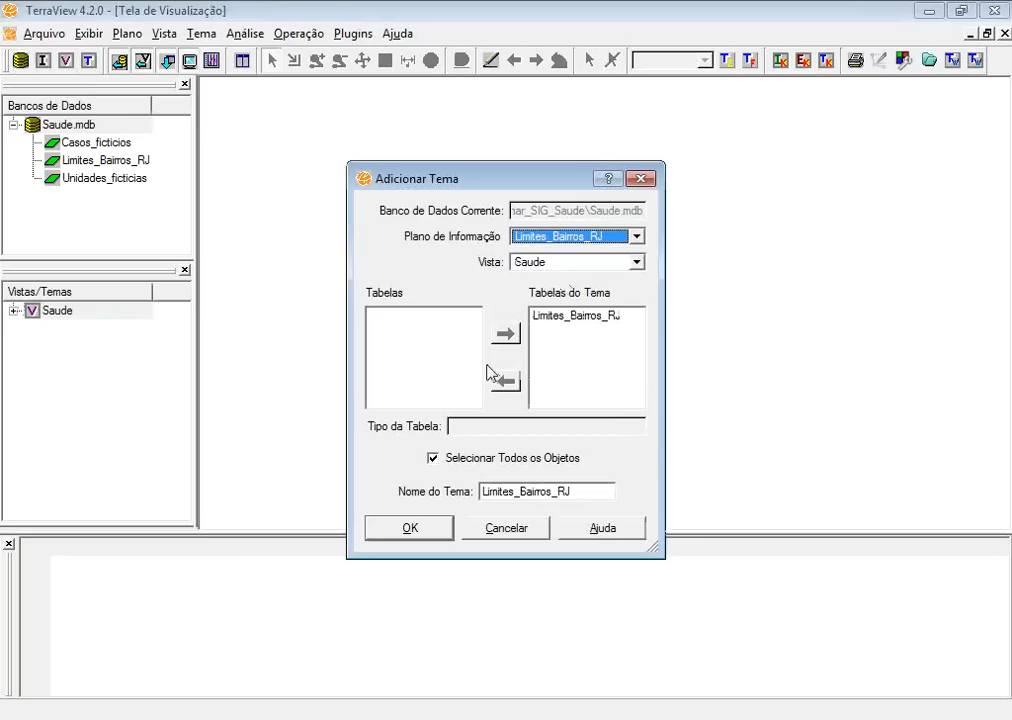 TerraView 4.2.0 - [Tela de Visualização]
Arquivo Exibir Plano Vista Tema Análise Operação Plugins Ajuda
Bancos de Dados
Saude.mdb
Casos_ficticios
Limites_Bairros_RJ
Unidades_ficticias
Vistas/Temas
Saude
Adicionar Tema
Banco de Dados Corrente: nar_SIG_Saude\Saude.mdb
Plano de Informação Limites_Bairros_RJ
Vista: Saude
Tabelas Tabelas do Tema
Limites_Bairros_RJ
Tipo da Tabela:
Selecionar Todos os Objetos
Nome do Tema: Limites_Bairros_RJ
OK Cancelar Ajuda